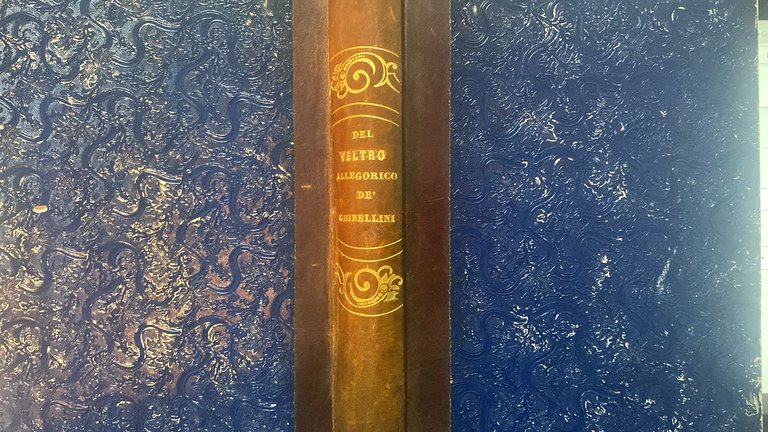 DEL
VELTRO
ALLEGORICO
DE'
GHIBELLINI